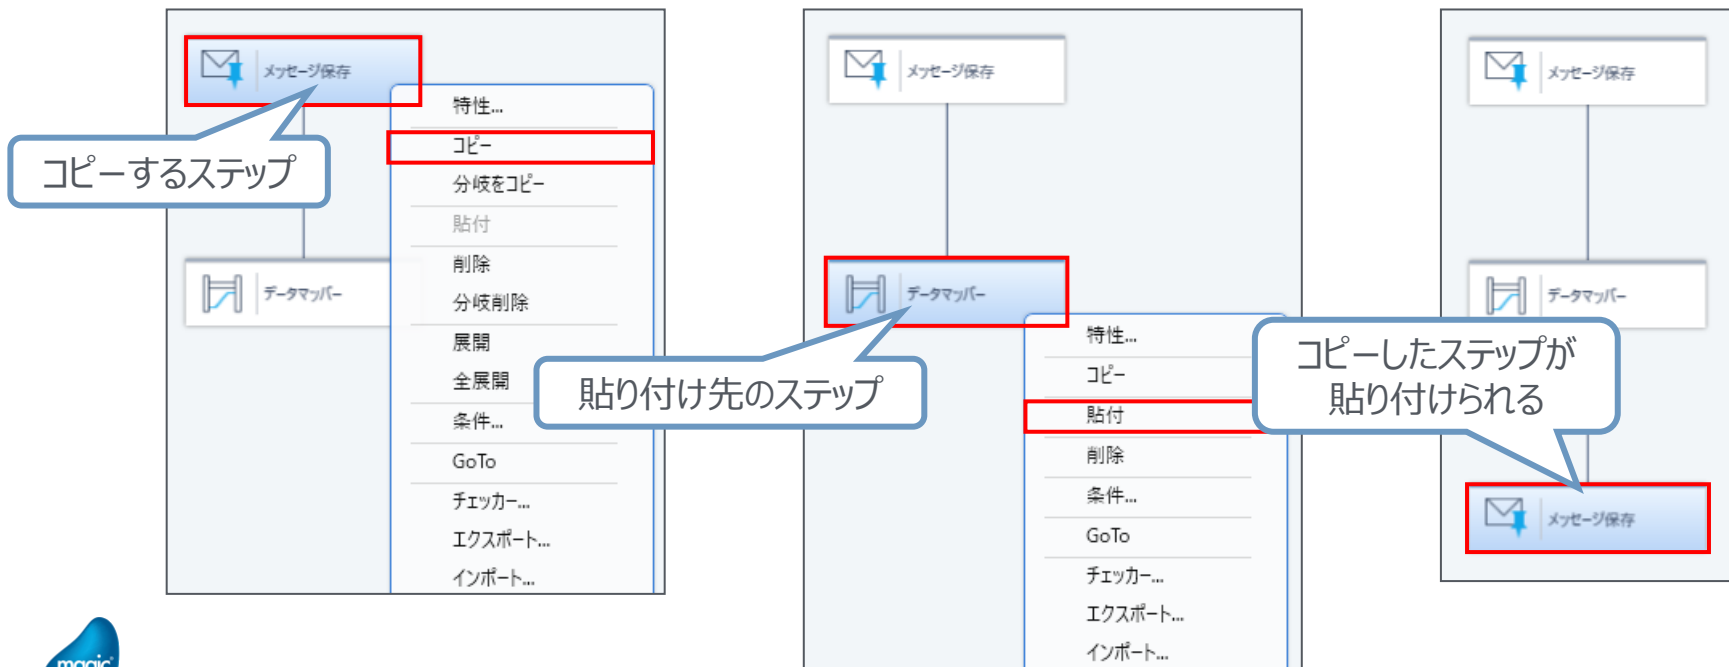 メッセージ保存
コピーするステップ
データマッパー
特性...
コピー
分岐をコピー
貼付
削除
分岐削除
展開
全展開
条件...
GoTo
チェッカー...
エクスポート...
インポート...
メッセージ保存
データマッパー
貼り付け先のステップ
特性...
コピー
貼付
削除
条件...
GoTo
チェッカー...
エクスポート...
インポート...
メッセージ保存
データマッパー
コピーしたステップが
貼り付けられる
メッセージ保存
magic